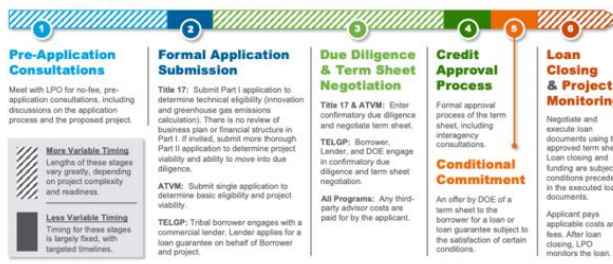 1
2
3
4
5
6
Pre-Application
Consultations
Meet with LPO for no-fee, pre-
application consultations, including
discussions on the application
process and the proposed project.
More Variable Timing
Lengths of these stages
vary greatly, depending
on project complexity
and readiness.
Less Variable Timing
Timing for these stages
is largely fixed, with
targeted timelines.
Formal Application
Submission
Title 17: Submit Part I application to
determine technical eligibility (innovation
and greenhouse gas emissions
calculation). There is no review of
business plan or financial structure in
Part I. If invited, submit more thorough
Part II application to determine project
viability and ability to move into due
diligence.
ATVM: Submit single application to
determine basic eligibility and project
viability.
TELGP: Tribal borrower engages with a
commercial lender. Lender applies for a
loan guarantee on behalf of Borrower
and project.
Due Diligence
& Term Sheet
Negotiation
Title 17 & ATVM: Enter
confirmatory due diligence
and negotiate term sheet.
TELGP: Borrower,
Lender, and DOE engage
in confirmatory due
diligence and term sheet
negotiation.
All Programs: Any third-
party advisor costs are
paid for by the applicant.
Credit
Approval
Process
Formal approval
process of the term
sheet, including
interagency
consultations.
Conditional
Commitment
An offer by DOE of a
term sheet to the
borrower for a loan or
loan guarantee subject to
the satisfaction of certain
conditions.
Loan
Closing
& Project
Monitorin
Negotiate and
execute loan
documents using t
approved term she
Loan closing and
funding are subjec
conditions precede
in the executed loa
documents.
Applicant pays
applicable costs an
fees. After loan
closing, LPO
monitors the loan.